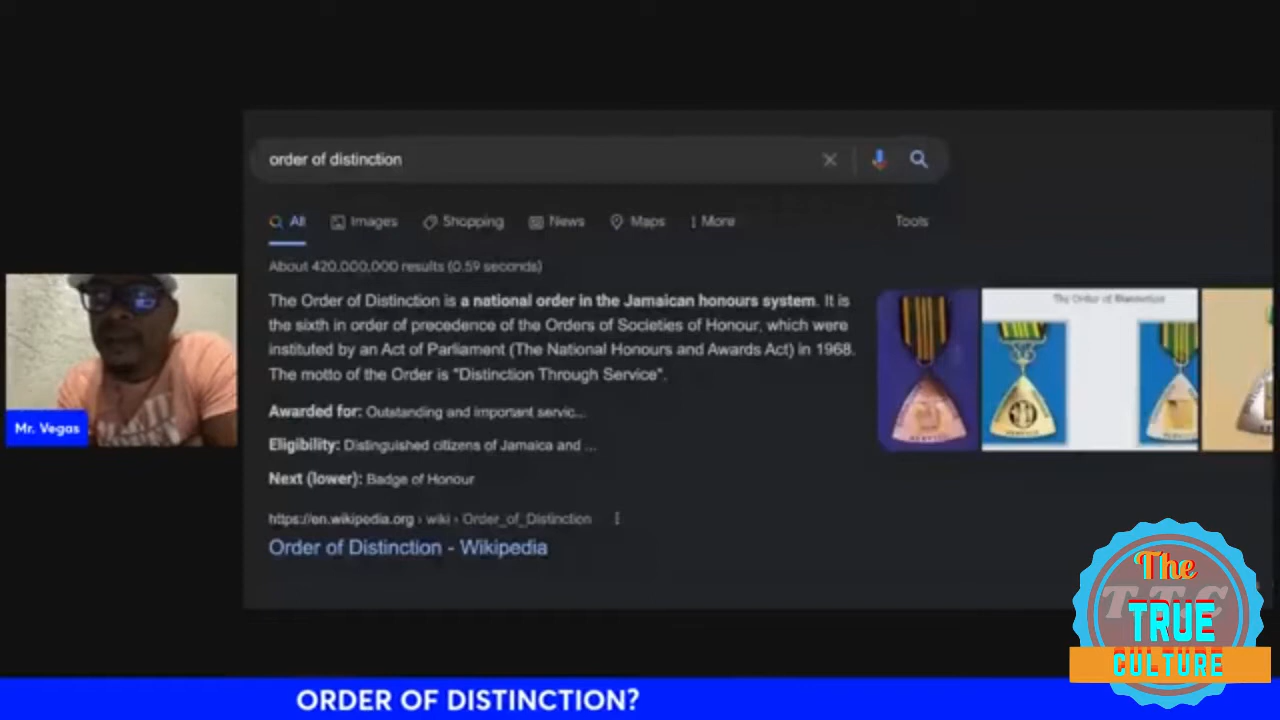 order of distinction
All Images Shopping News Maps More Tools
About 420,000,000 results (0.59 seconds)
The Order of Distinction is a national order in the Jamaican honours system. It is
the sixth in order of precedence of the Orders of Societies of Honour, which were
instituted by an Act of Parliament (The National Honours and Awards Act) in 1968.
The motto of the Order is "Distinction Through Service".
The Order of Distinction
Awarded for: Outstanding and important servic...
Eligibility: Distinguished citizens of Jamaica and ...
Next (lower): Badge of Honour
https://en.wikipedia.org › wiki › Order_of_Distinction
Order of Distinction - Wikipedia
Mr. Vegas
The
T.T.C
TRUE
CULTURE
ORDER OF DISTINCTION?